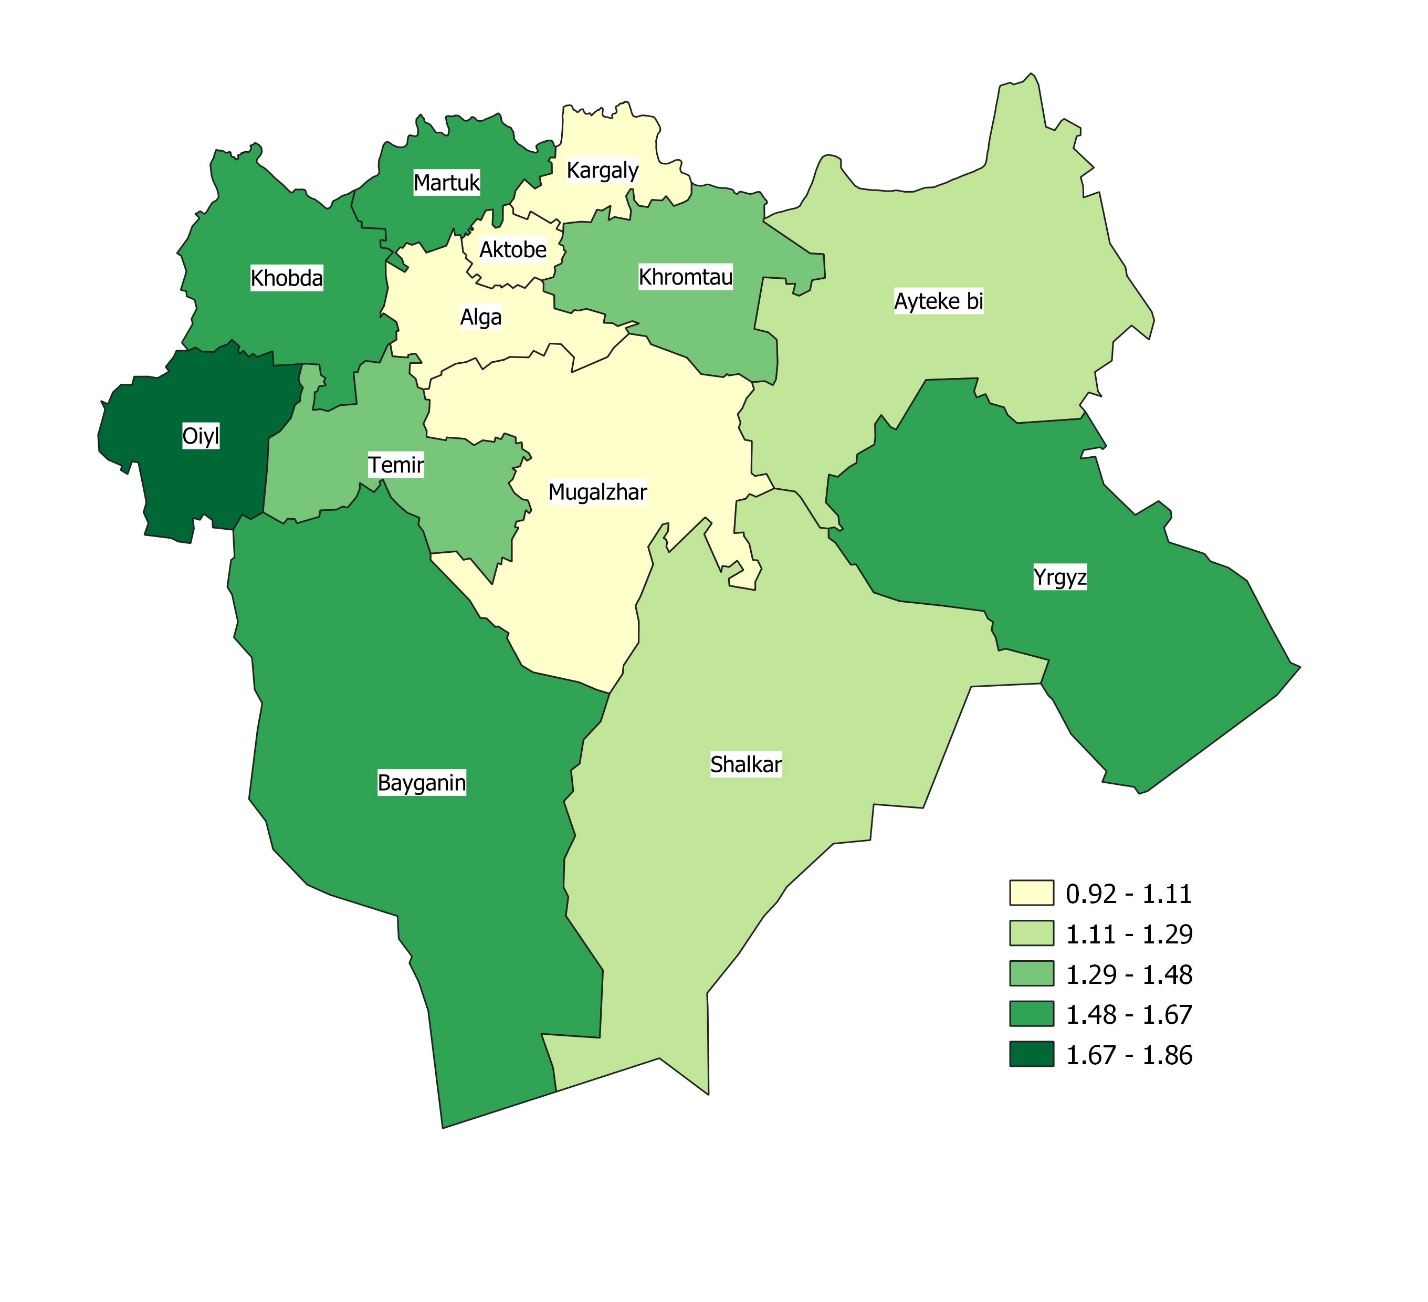 Kargaly
Martuk
Aktobe
Khobda
Khromtau
Ayteke bi
Alga
Oiyl
Temir
Mugalzhar
Yrgyz
Shalkar
Bayganin
0.92 - 1.11
1.11 - 1.29
1.29 - 1.48
1.48 - 1.67
1.67 - 1.86